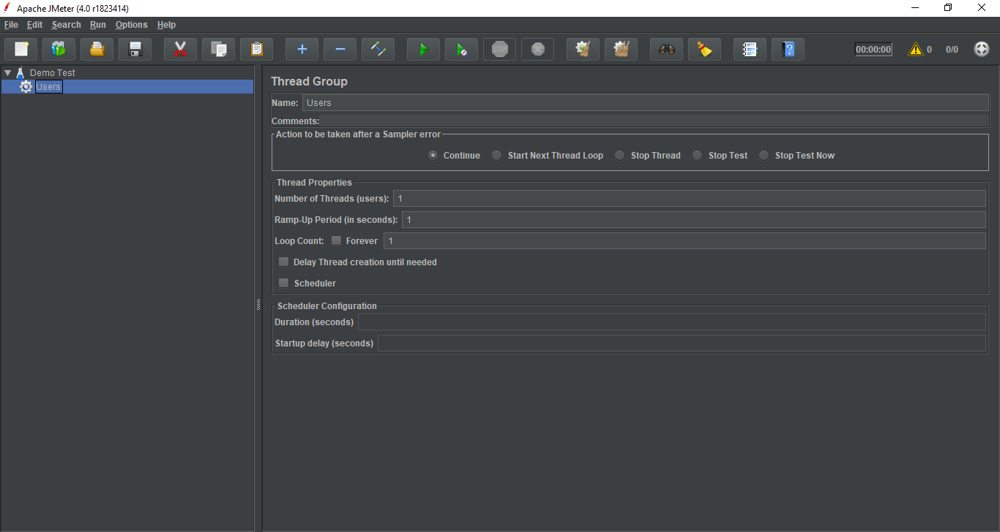 Apache JMeter (4.0 r1823414)
File Edit Search Run Options Help
STOP
00:00:00 0 0/0
Demo Test
Users
Thread Group
Name: Users
Comments:
Action to be taken after a Sampler error
Continue Start Next Thread Loop Stop Thread Stop Test Stop Test Now
Thread Properties
Number of Threads (users): 1
Ramp-Up Period (in seconds): 1
Loop Count: Forever 1
Delay Thread creation until needed
Scheduler
Scheduler Configuration
Duration (seconds)
Startup delay (seconds)